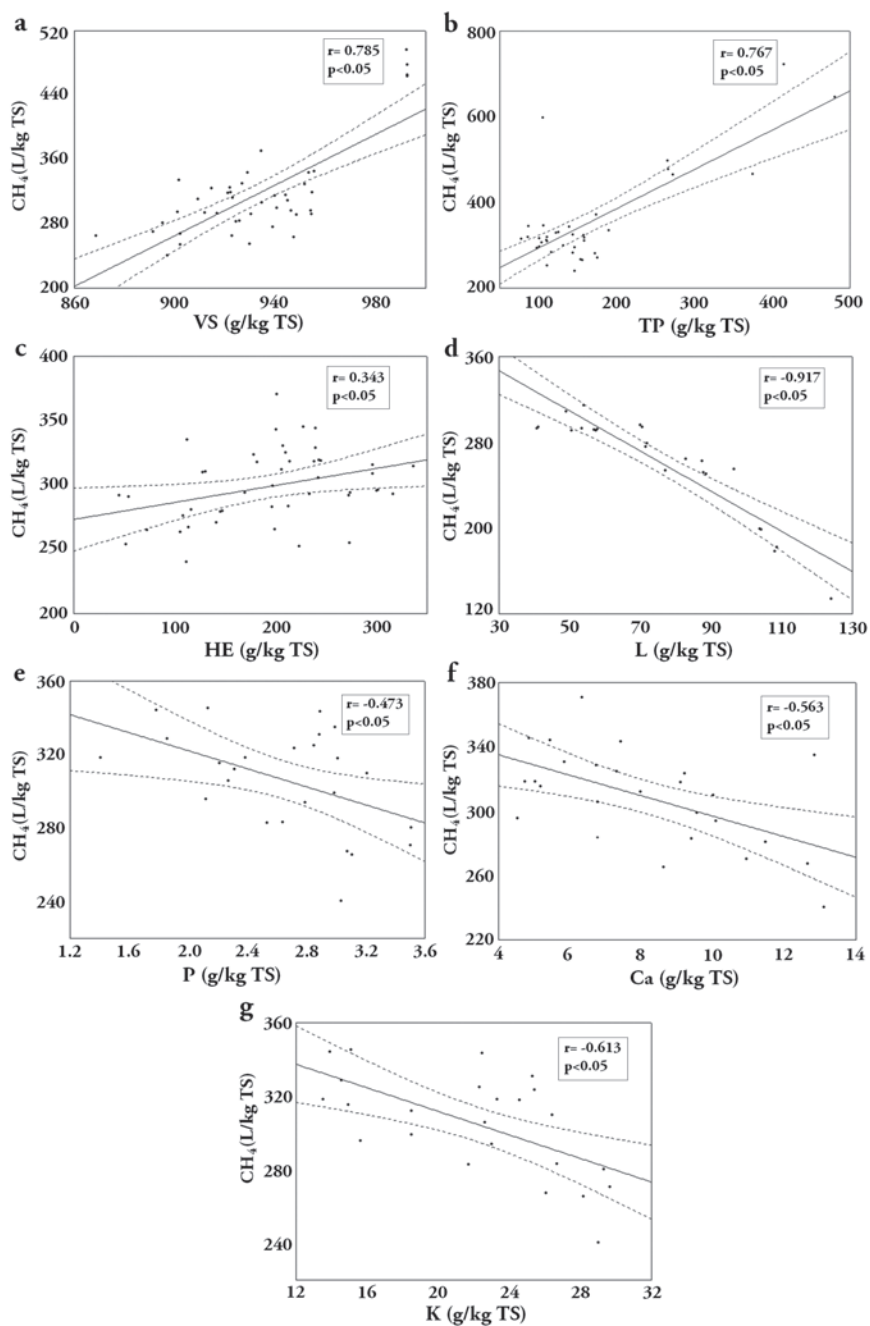 a
520
440
360
280
200
CH₄(L/kg TS)
r= 0.785
p<0.05
860
900
940
980
VS (g/kg TS)
b
800
600
400
200
CH₄(L/kg TS)
r= 0.767
p<0.05
100
200
300
400
500
TP (g/kg TS)
c
400
350
300
250
200
CH₄(L/kg TS)
r= 0.343
p<0.05
0
100
200
300
HE (g/kg TS)
d
360
280
200
120
CH₄(L/kg TS)
r= -0.917
p<0.05
30
50
70
90
110
130
L (g/kg TS)
e
360
320
280
240
CH₄(L/kg TS)
r= -0.473
p<0.05
1.2
1.6
2.0
2.4
2.8
3.2
3.6
P (g/kg TS)
f
380
340
300
260
220
CH₄(L/kg TS)
r= -0.563
p<0.05
4
6
8
10
12
14
Ca (g/kg TS)
g
360
320
280
240
CH₄(L/kg TS)
r= -0.613
p<0.05
12
16
20
24
28
32
K (g/kg TS)